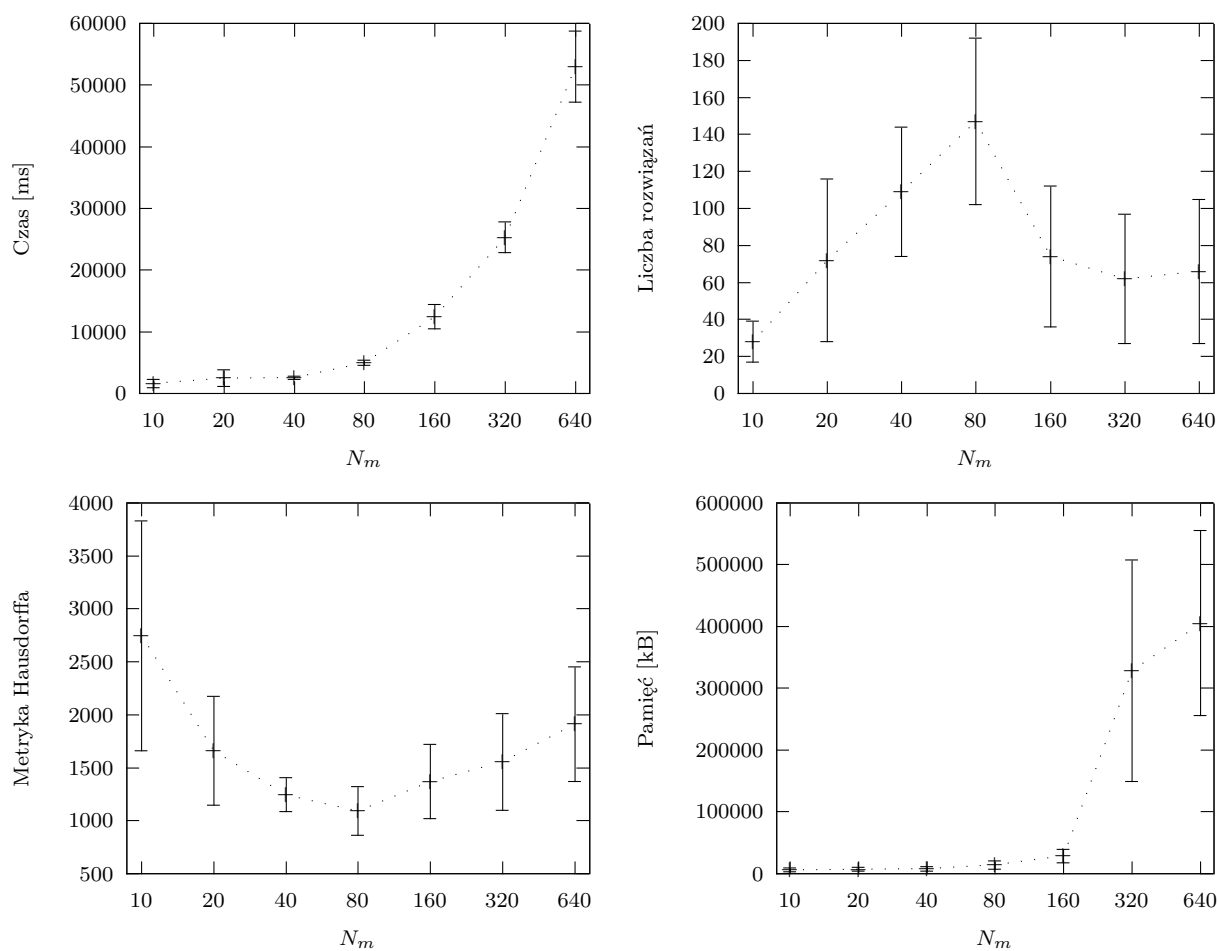 60000
50000
40000
30000
20000
10000
0
Czas [ms]
10 20 40 80 160 320 640
N_m
200
180
160
140
120
100
80
60
40
20
0
Liczba rozwiązań
10 20 40 80 160 320 640
N_m
4000
3500
3000
2500
2000
1500
1000
500
Metryka Hausdorffa
10 20 40 80 160 320 640
N_m
600000
500000
400000
300000
200000
100000
0
Pamięć [kB]
10 20 40 80 160 320 640
N_m